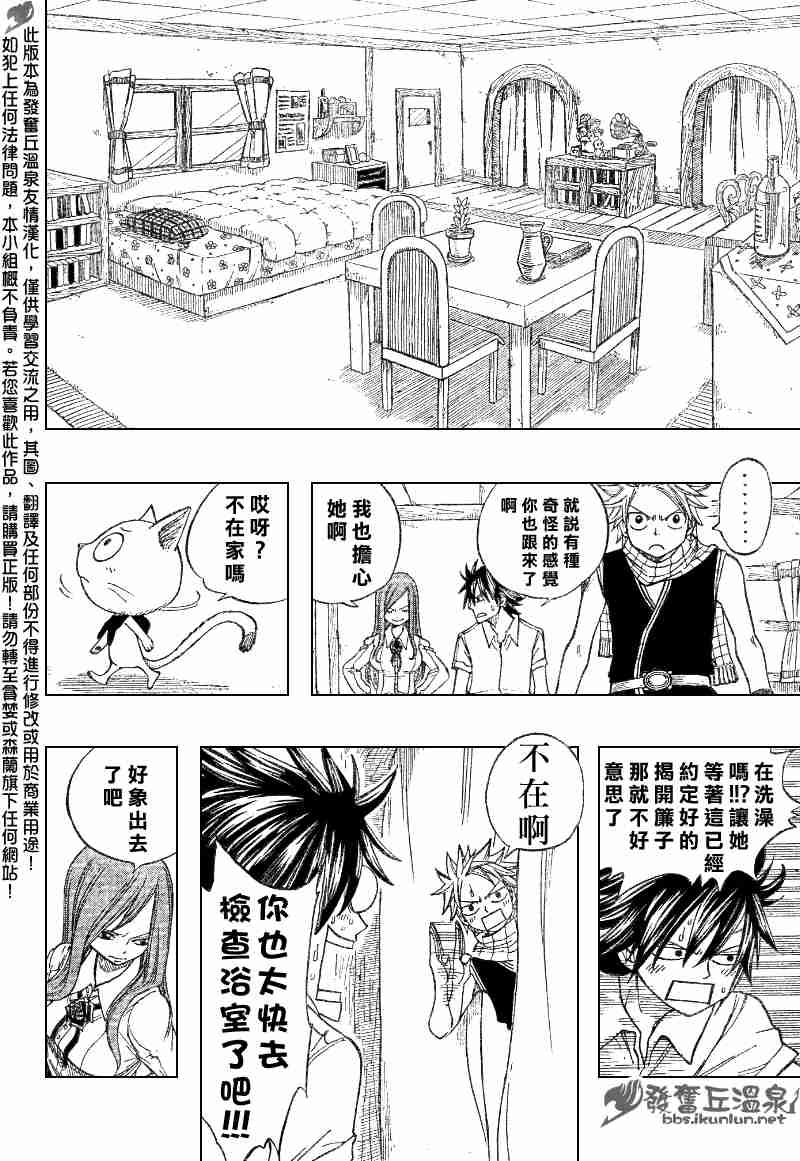 此版本為發奮丘溫泉友情漢化，僅供學習交流之用，其圖、翻譯及任何部份不得進行修改或用於商業用途！
如犯上任何法律問題，本小組概不負責。若您喜歡此作品，請購買正版！請勿轉至貪婪或森蘭旗下任何網站！
………
就説有種
奇怪的感覺
你也跟來了
啊
我也擔心
她啊
哎呀？
不在家嗎
在洗澡
嗎!!?讓她
等著這已經
約定好的
揭開簾子
那就不好
意思了
不在啊
你也太快去
檢查浴室了吧!!!
好象出去
了吧
發奮丘溫泉
bbs.ikunlun.net